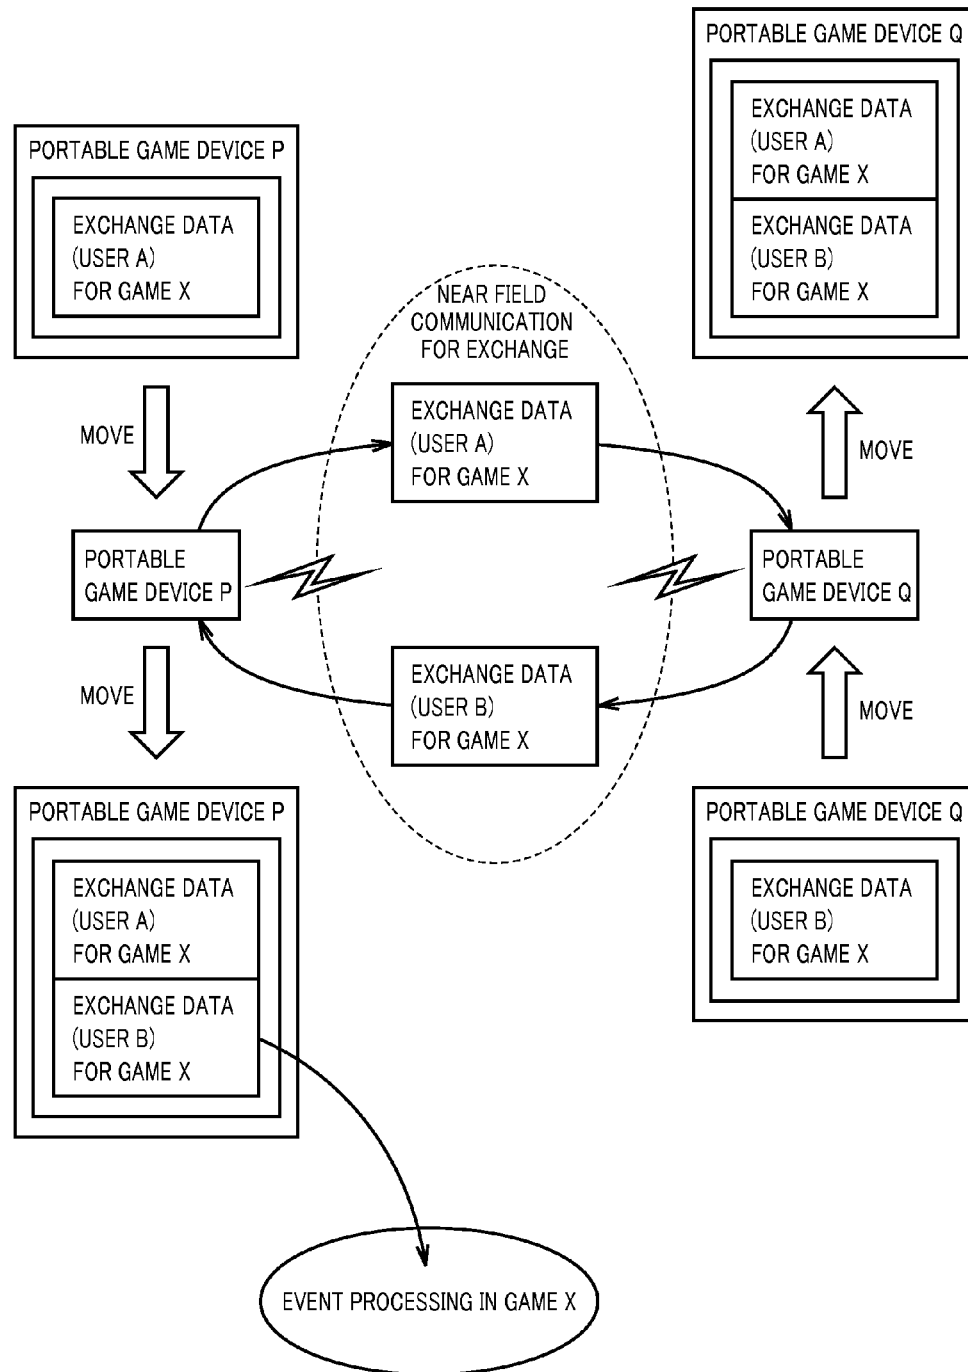 PORTABLE GAME DEVICE Q
EXCHANGE DATA
(USER A)
FOR GAME X
EXCHANGE DATA
(USER B)
FOR GAME X
PORTABLE GAME DEVICE P
EXCHANGE DATA
(USER A)
FOR GAME X
NEAR FIELD
COMMUNICATION
FOR EXCHANGE
MOVE
EXCHANGE DATA
(USER A)
FOR GAME X
MOVE
PORTABLE
GAME DEVICE P
PORTABLE
GAME DEVICE Q
MOVE
EXCHANGE DATA
(USER B)
FOR GAME X
MOVE
PORTABLE GAME DEVICE P
EXCHANGE DATA
(USER A)
FOR GAME X
EXCHANGE DATA
(USER B)
FOR GAME X
PORTABLE GAME DEVICE Q
EXCHANGE DATA
(USER B)
FOR GAME X
EVENT PROCESSING IN GAME X